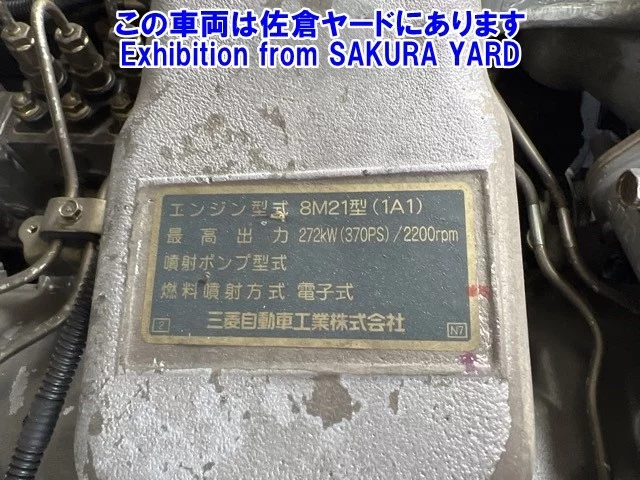 この車両は佐倉ヤードにあります
Exhibition from SAKURA YARD
エンジン型式 8M21型(1A1)
最高出力 272kW(370PS)/2200rpm
噴射ポンプ型式
燃料噴射方式 電子式
2 三菱自動車工業株式会社 N7